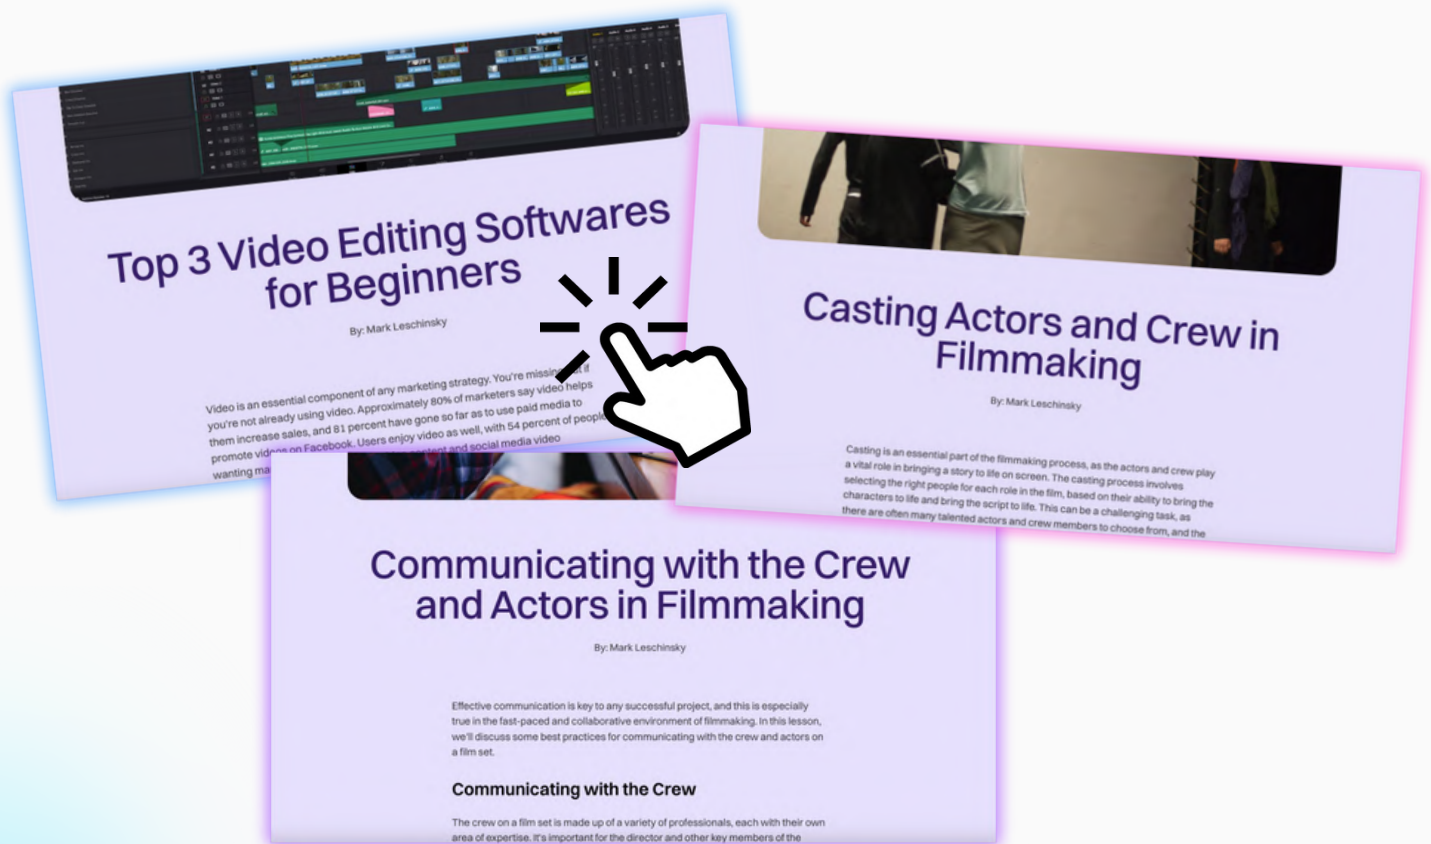 Top 3 Video Editing Softwares
for Beginners
By: Mark Leschinsky
Video is an essential component of any marketing strategy. You're missing if
you're not already using video. Approximately 80% of marketers say video helps
them increase sales, and 81 percent have gone so far as to use paid media to
promote videos on Facebook. Users enjoy video as well, with 54 percent of people
wanting and social media video
Casting Actors and Crew in
Filmmaking
By: Mark Leschinsky
Casting is an essential part of the filmmaking process, as the actors and crew play
a vital role in bringing a story to life on screen. The casting process involves
selecting the right people for each role in the film, based on their ability to bring the
characters to life and bring the script to life. This can be a challenging task, as
there are often many talented actors and crew members to choose from, and the
Communicating with the Crew
and Actors in Filmmaking
By: Mark Leschinsky
Effective communication is key to any successful project, and this is especially
true in the fast-paced and collaborative environment of filmmaking. In this lesson,
we'll discuss some best practices for communicating with the crew and actors on
a film set.
Communicating with the Crew
The crew on a film set is made up of a variety of professionals, each with their own
area of expertise. It's important for the director and other key members of the